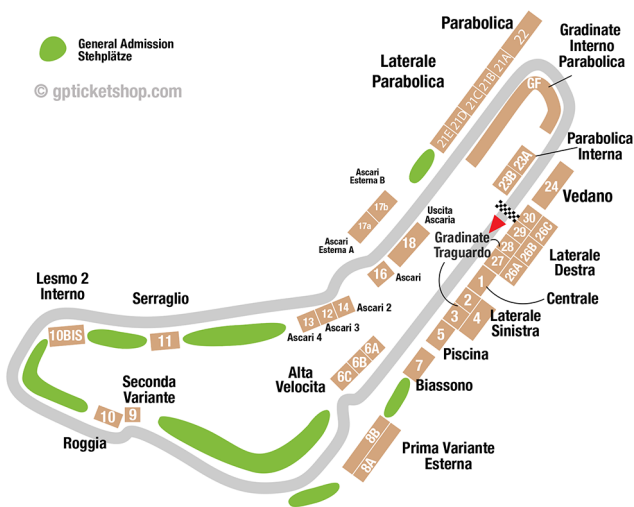 General Admission
Stehplätze
© gpticketshop.com
Parabolica
22
21A
21B
21C
21D
21E
Laterale
Parabolica
Gradinate
Interno
Parabolica
GF
Parabolica
Interna
23A
23B
24
Vedano
Ascari
Esterna B
17b
17a
Ascari
Esterna A
Uscita
Ascaria
18
16
Ascari
Gradinate
Traguardo
30
29
28
27
26C
26B
26A
Laterale
Destra
1
Centrale
2
3
4
Laterale
Sinistra
5
Piscina
7
Biassono
Lesmo 2
Interno
10BIS
Serraglio
11
13
12
14
Ascari 2
Ascari 3
Ascari 4
6A
6B
6C
Alta
Velocita
Seconda
Variante
9
10
Roggia
8B
8A
Prima Variante
Esterna